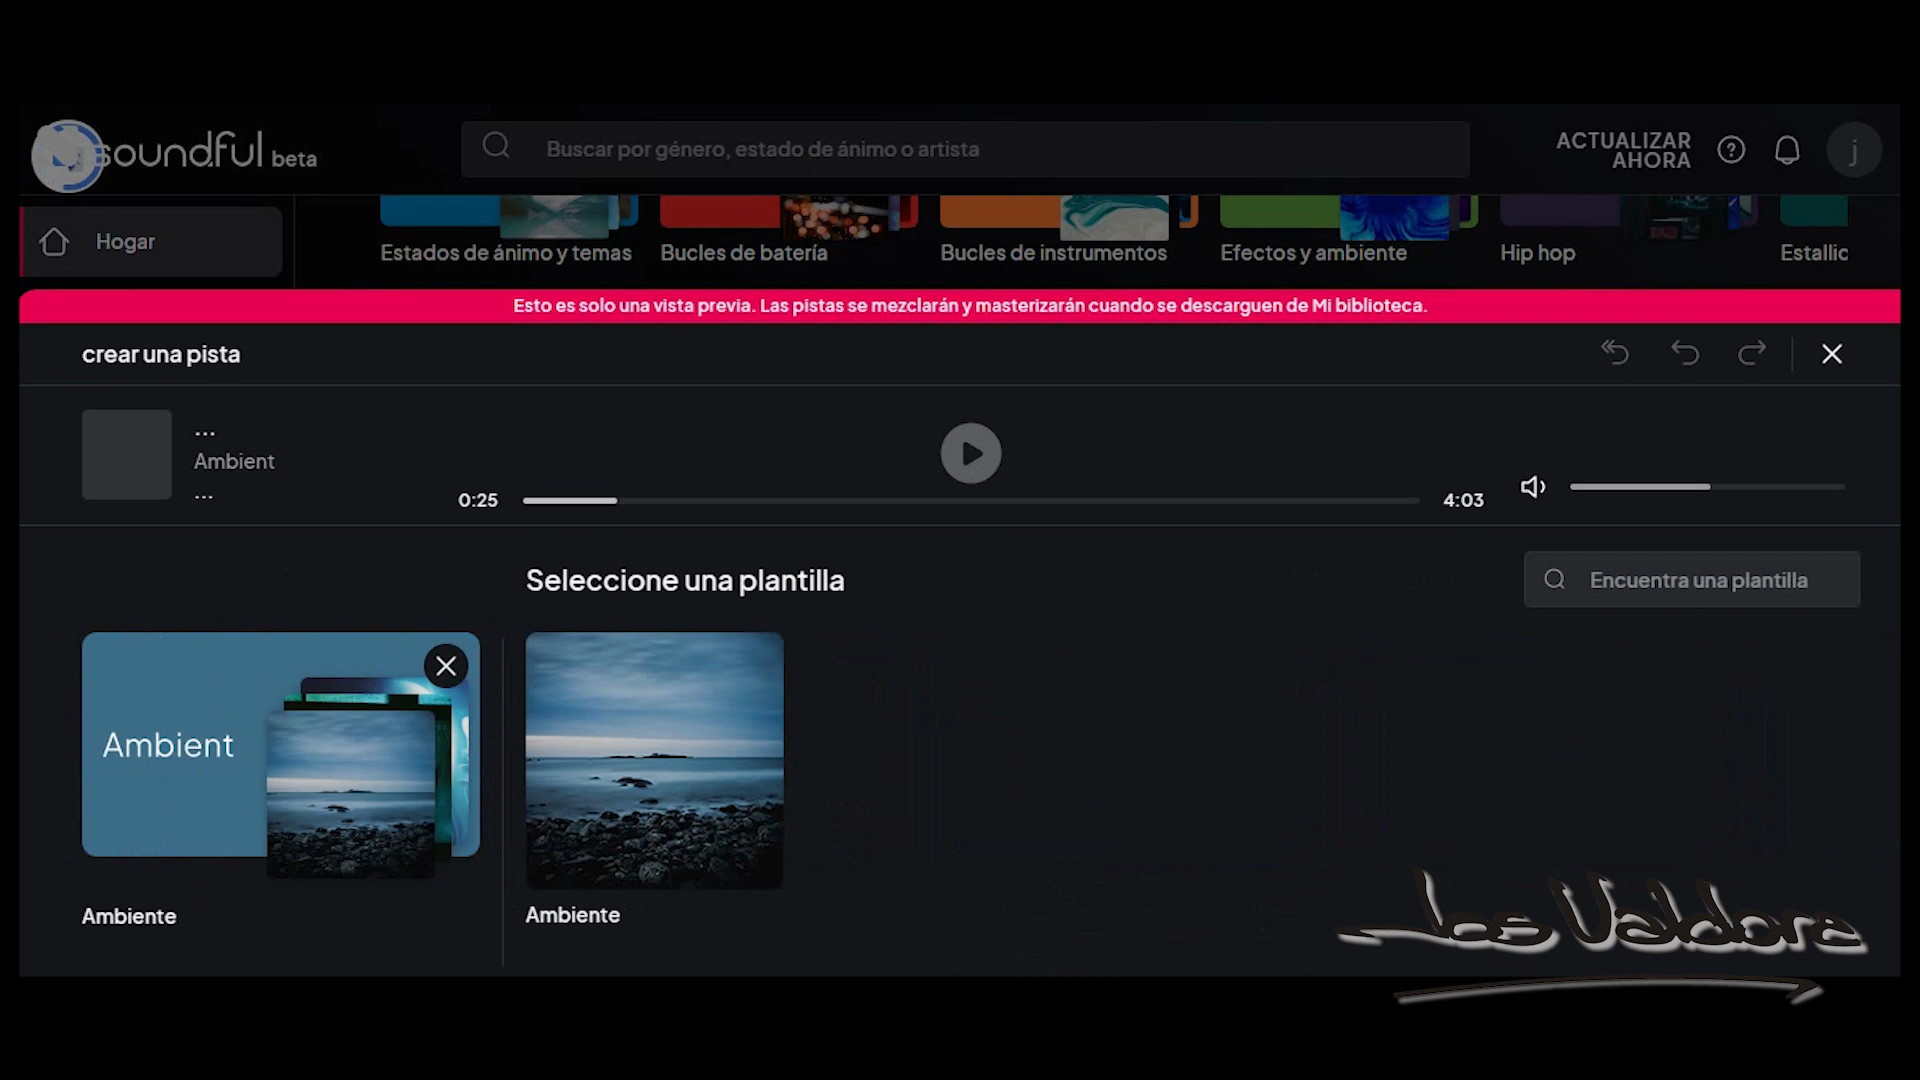 soundful beta
Buscar por género, estado de ánimo o artista
ACTUALIZAR
AHORA
j
Hogar
Estados de ánimo y temas
Bucles de batería
Bucles de instrumentos
Efectos y ambiente
Hip hop
Estallic
Esto es solo una vista previa. Las pistas se mezclarán y masterizarán cuando se descarguen de Mi biblioteca.
crear una pista
...
Ambient
...
0:25
4:03
Seleccione una plantilla
Encuentra una plantilla
Ambient
Ambiente
Ambiente
Jos Valdora